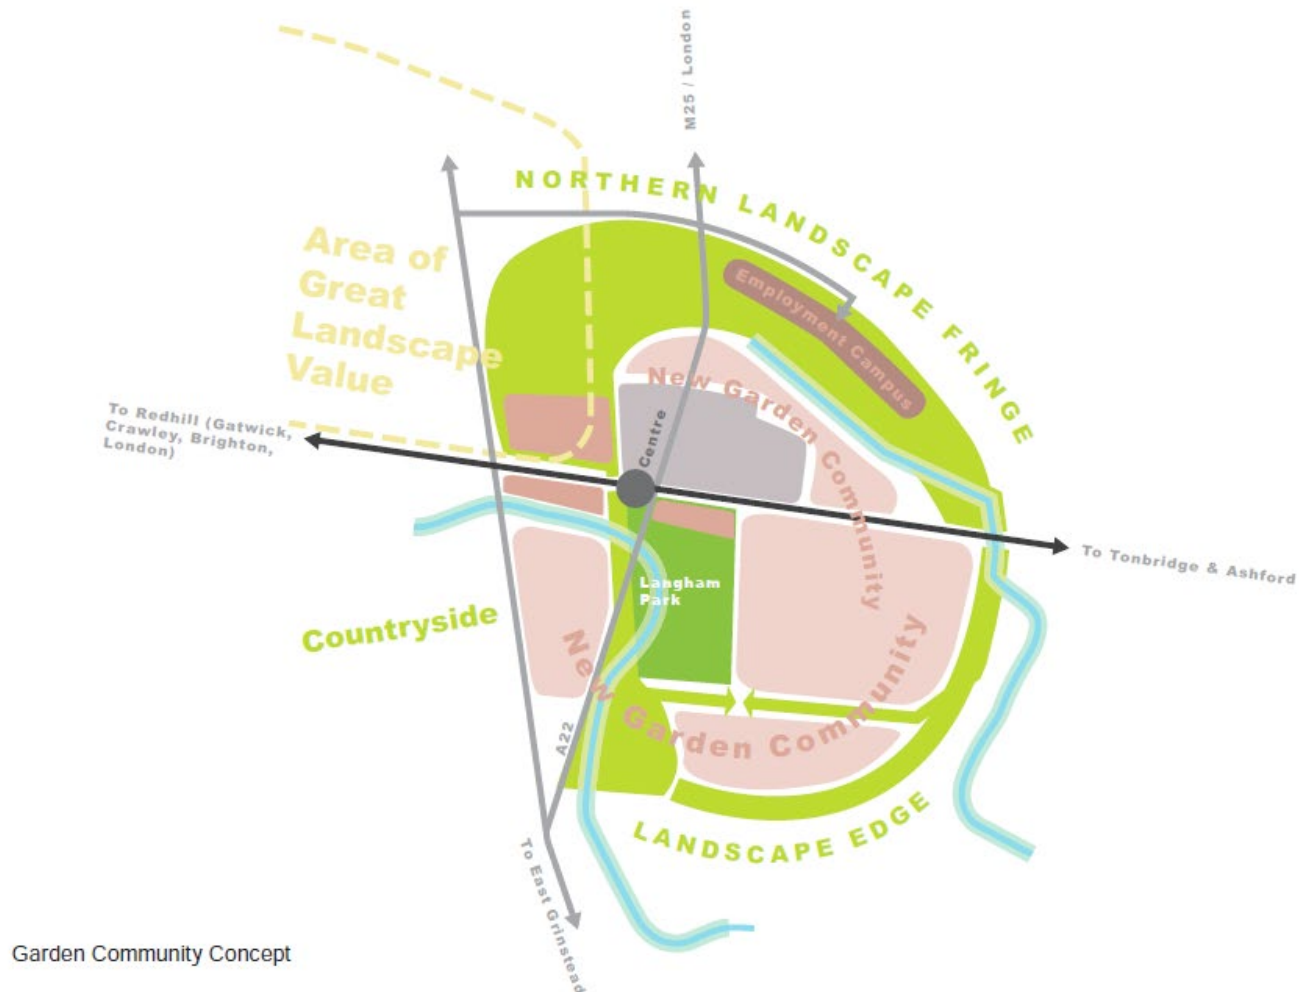 M25 / London
NORTHERN LANDSCAPE FRINGE
Area of
Great
Landscape
Value
Employment Campus
New Garden Community
Centre
To Redhill (Gatwick,
Crawley, Brighton,
London)
To Tonbridge & Ashford
Langham
Park
Countryside
New Garden Community
A22
LANDSCAPE EDGE
To East Grinstead
Garden Community Concept